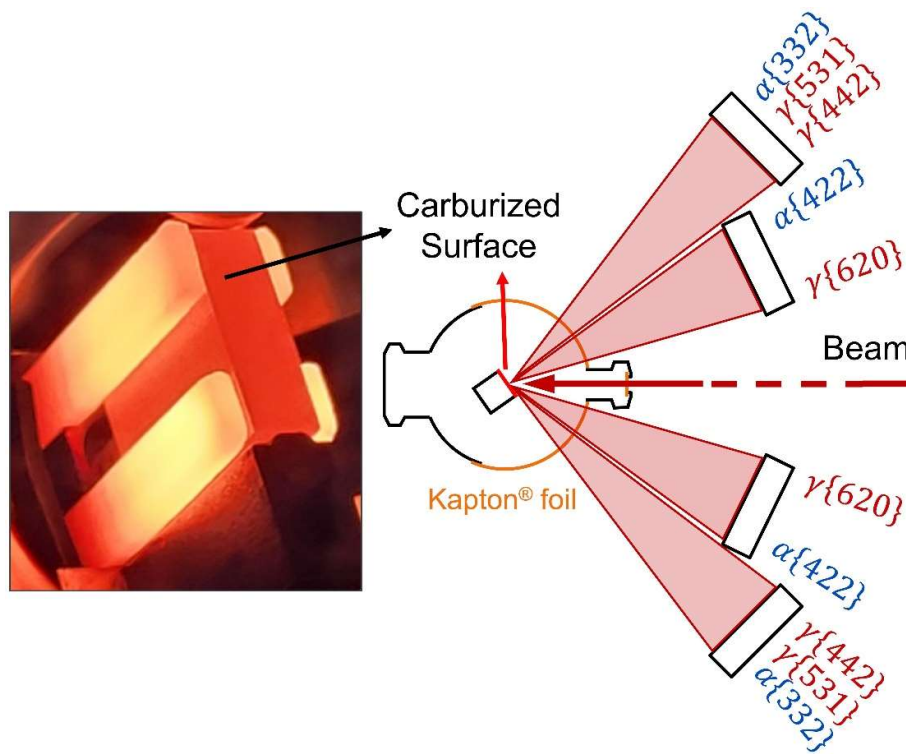 α{332}
γ{531}
γ{442}
α{422}
Carburized
Surface
γ{620}
Beam
Kapton® foil
γ{620}
α{422}
γ{442}
γ{531}
α{332}